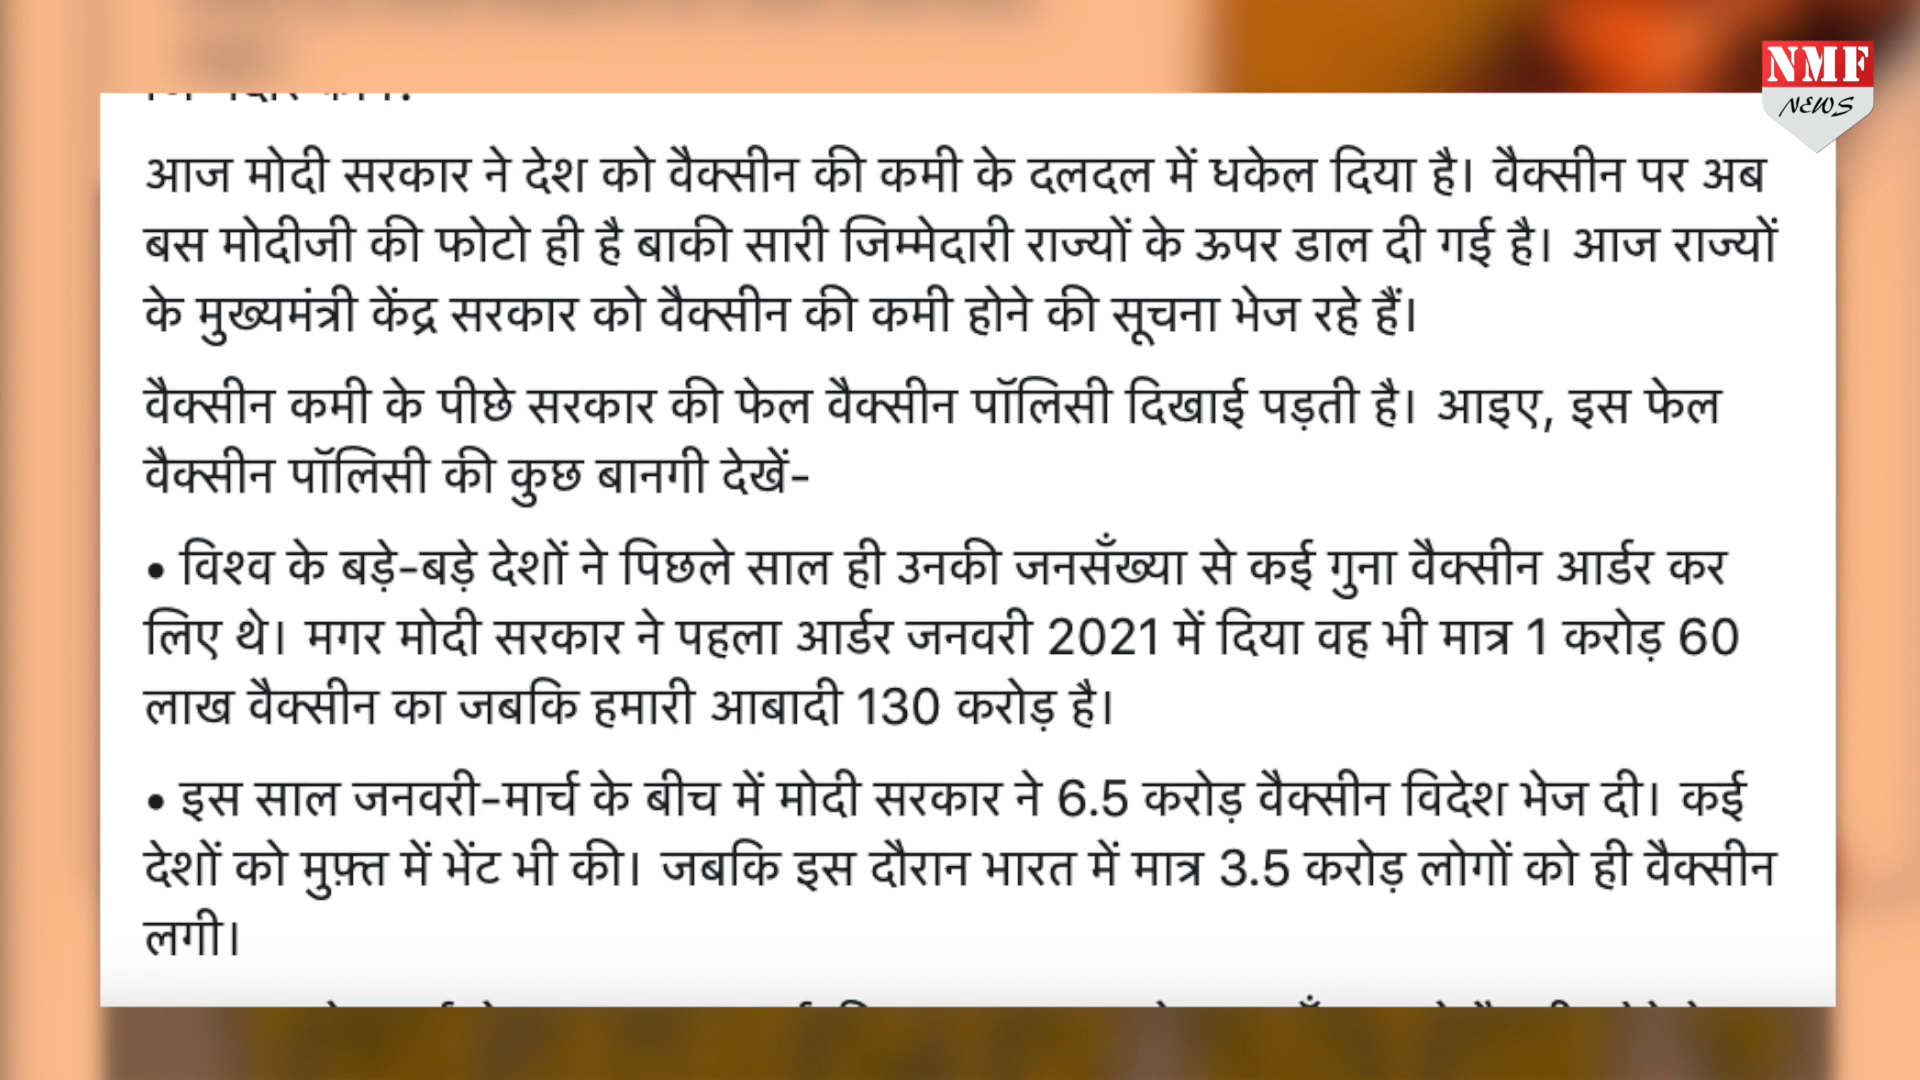 NMF
NEWS
आज मोदी सरकार ने देश को वैक्सीन की कमी के दलदल में धकेल दिया है। वैक्सीन पर अब
बस मोदीजी की फोटो ही है बाकी सारी जिम्मेदारी राज्यों के ऊपर डाल दी गई है। आज राज्यों
के मुख्यमंत्री केंद्र सरकार को वैक्सीन की कमी होने की सूचना भेज रहे हैं।
वैक्सीन कमी के पीछे सरकार की फेल वैक्सीन पॉलिसी दिखाई पड़ती है। आइए, इस फेल
वैक्सीन पॉलिसी की कुछ बानगी देखें-
• विश्व के बड़े-बड़े देशों ने पिछले साल ही उनकी जनसँख्या से कई गुना वैक्सीन आर्डर कर
लिए थे। मगर मोदी सरकार ने पहला आर्डर जनवरी 2021 में दिया वह भी मात्र 1 करोड़ 60
लाख वैक्सीन का जबकि हमारी आबादी 130 करोड़ है।
• इस साल जनवरी-मार्च के बीच में मोदी सरकार ने 6.5 करोड़ वैक्सीन विदेश भेज दी। कई
देशों को मुफ़्त में भेंट भी की। जबकि इस दौरान भारत में मात्र 3.5 करोड़ लोगों को ही वैक्सीन
लगी।